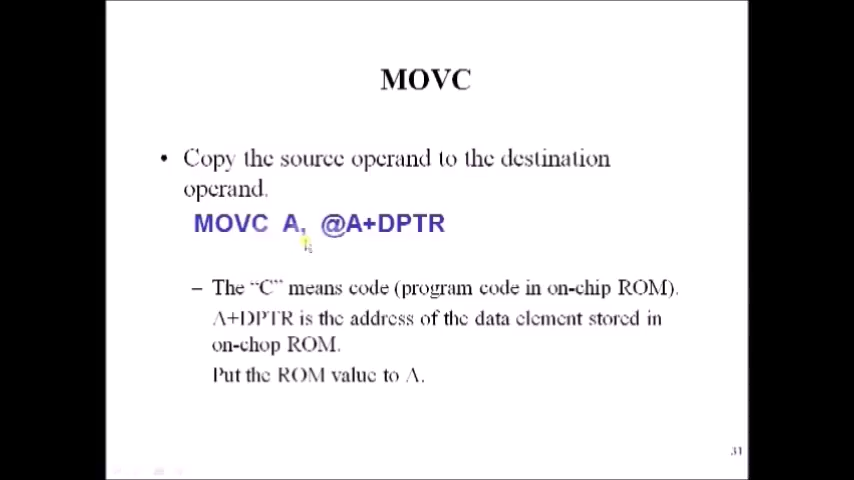 MOVC
• Copy the source operand to the destination
operand.
MOVC A, @A+DPTR
– The "C" means code (program code in on-chip ROM).
A+DPTR is the address of the data element stored in
on-chop ROM.
Put the ROM value to A.
31